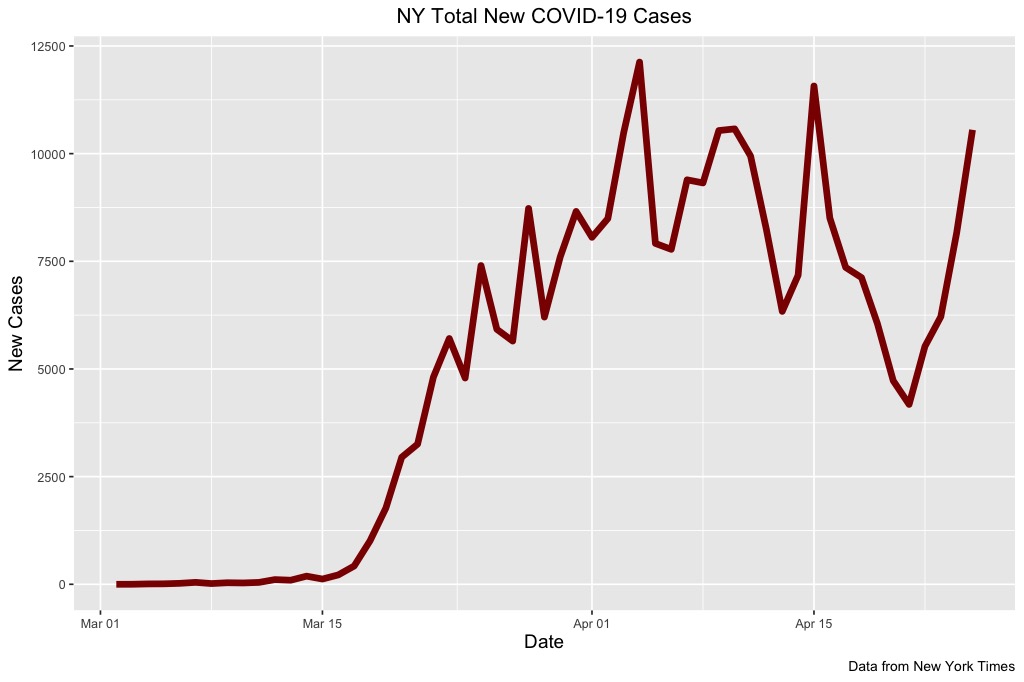 NY Total New COVID-19 Cases
12500
10000
7500
5000
2500
0
New Cases
Mar 01
Mar 15
Apr 01
Apr 15
Date
Data from New York Times